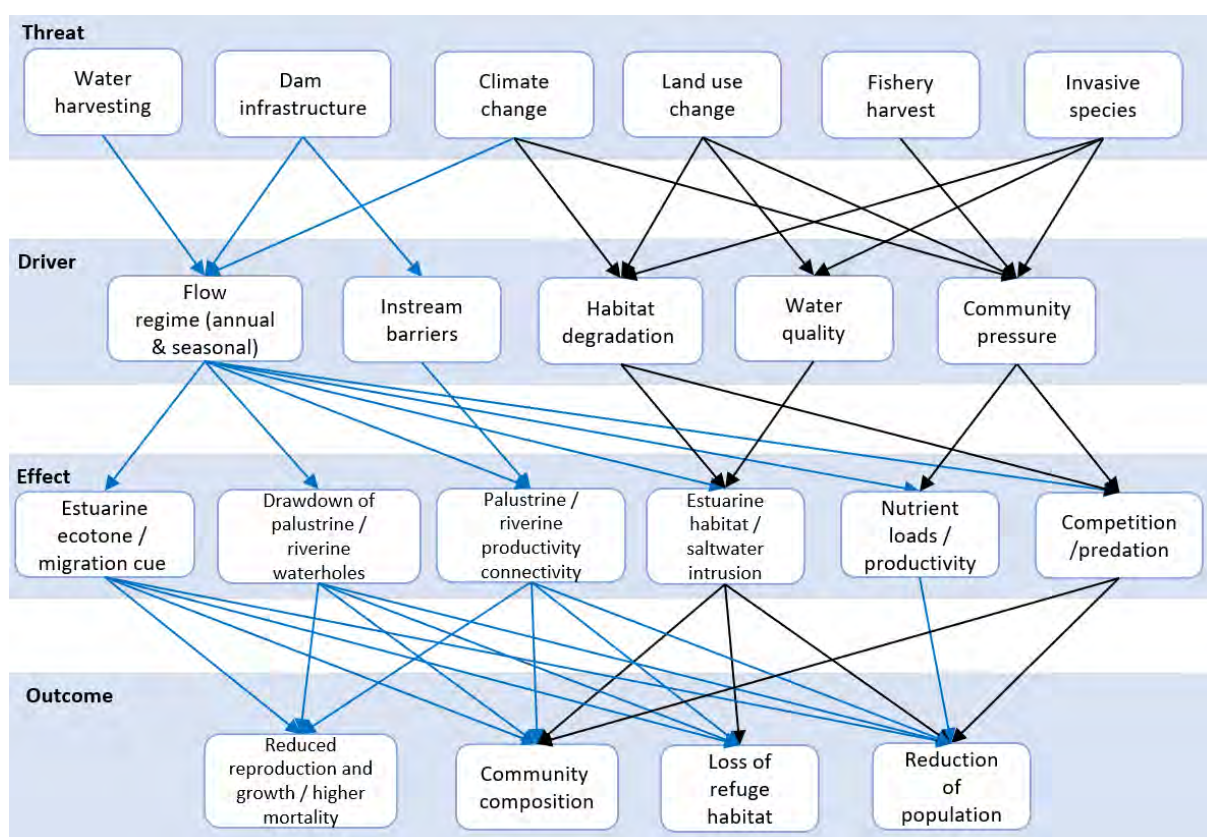 Threat
Water
harvesting
Dam
infrastructure
Climate
change
Land use
change
Fishery
harvest
Invasive
species
Driver
Flow
regime (annual
& seasonal)
Instream
barriers
Habitat
degradation
Water
quality
Community
pressure
Effect
Estuarine
ecotone /
migration cue
Drawdown of
palustrine /
riverine
waterholes
Palustrine /
riverine
productivity
connectivity
Estuarine
habitat /
saltwater
intrusion
Nutrient
loads /
productivity
Competition
/predation
Outcome
Reduced
reproduction and
growth / higher
mortality
Community
composition
Loss of
refuge
habitat
Reduction
of
population